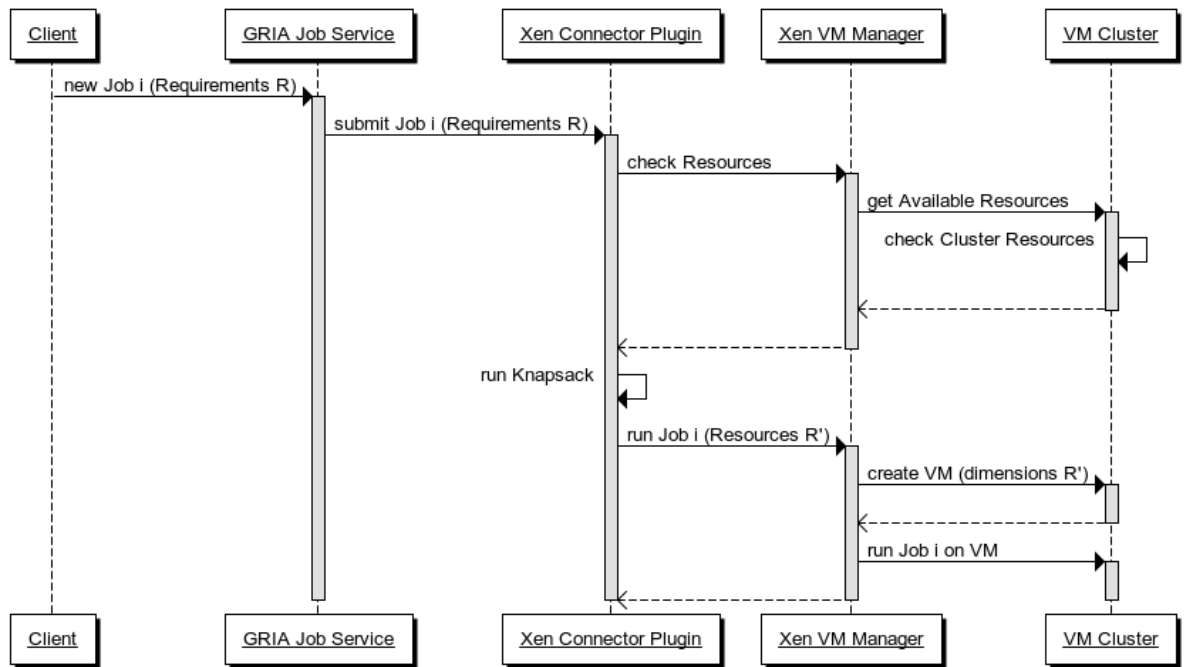 Client
GRIA Job Service
Xen Connector Plugin
Xen VM Manager
VM Cluster
new Job i (Requirements R)
submit Job i (Requirements R)
check Resources
get Available Resources
check Cluster Resources
run Knapsack
run Job i (Resources R')
create VM (dimensions R')
run Job i on VM
Client
GRIA Job Service
Xen Connector Plugin
Xen VM Manager
VM Cluster